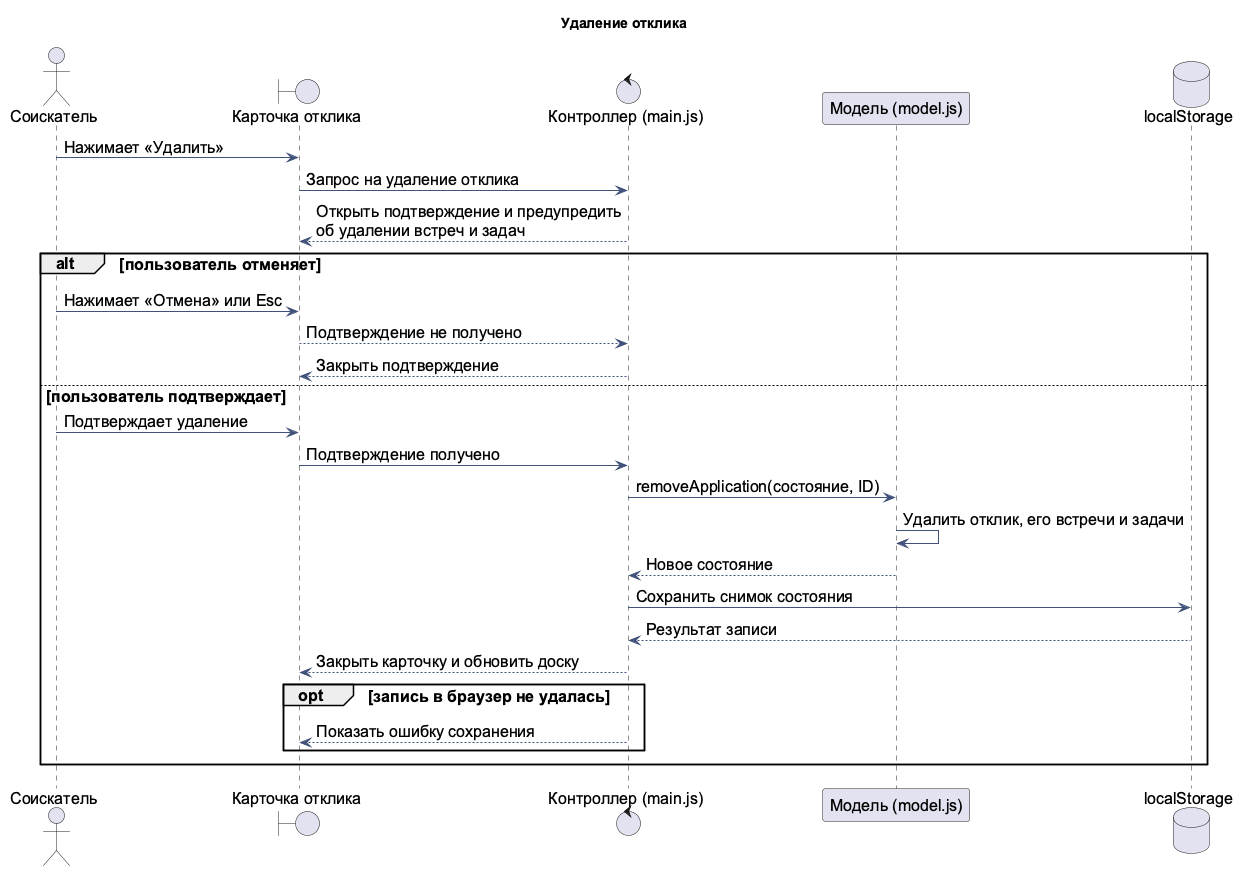 Удаление отклика
Соискатель
Карточка отклика
Контроллер (main.js)
Модель (model.js)
localStorage
Нажимает «Удалить»
Запрос на удаление отклика
Открыть подтверждение и предупредить
об удалении встреч и задач
alt
[пользователь отменяет]
Нажимает «Отмена» или Esc
Подтверждение не получено
Закрыть подтверждение
[пользователь подтверждает]
Подтверждает удаление
Подтверждение получено
removeApplication(состояние, ID)
Удалить отклик, его встречи и задачи
Новое состояние
Сохранить снимок состояния
Результат записи
Закрыть карточку и обновить доску
opt
[запись в браузер не удалась]
Показать ошибку сохранения
Соискатель
Карточка отклика
Контроллер (main.js)
Модель (model.js)
localStorage